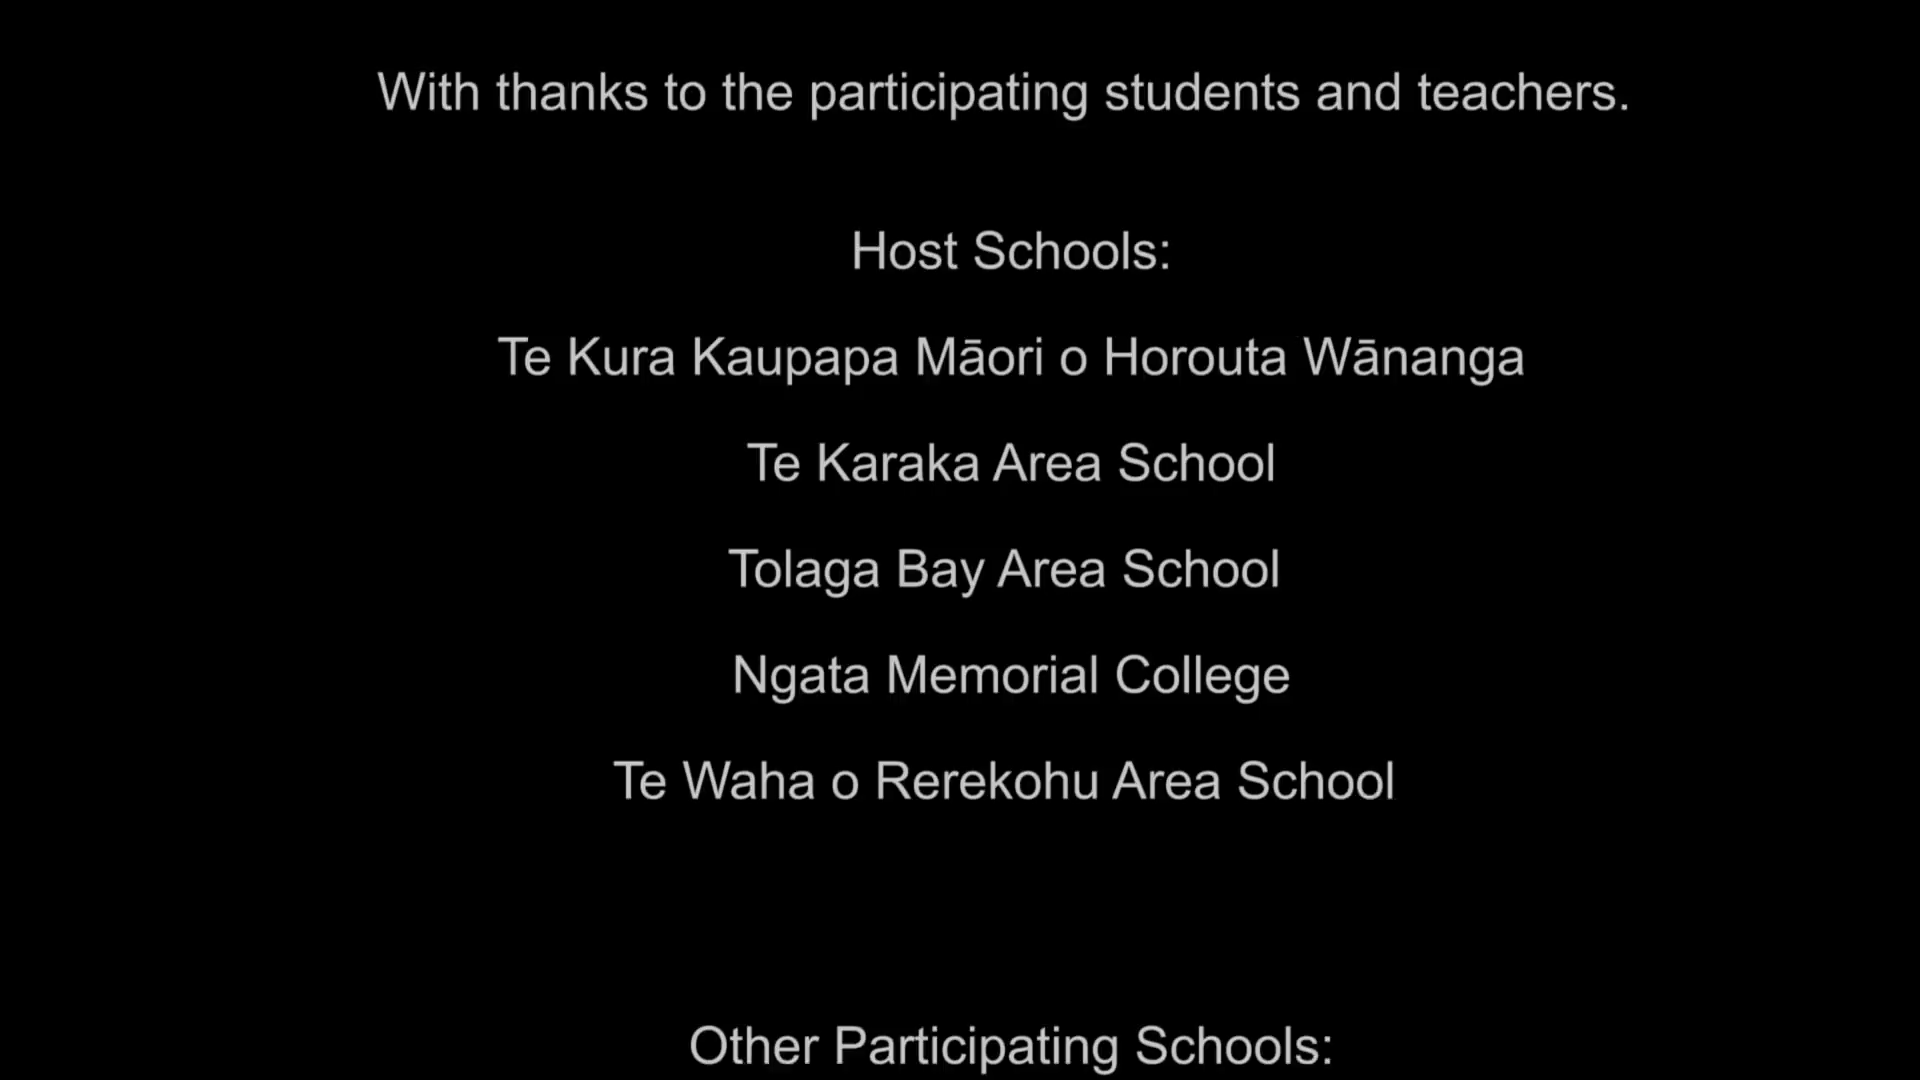 With thanks to the participating students and teachers.
Host Schools:
Te Kura Kaupapa Māori o Horouta Wānanga
Te Karaka Area School
Tolaga Bay Area School
Ngata Memorial College
Te Waha o Rerekohu Area School
Other Participating Schools: